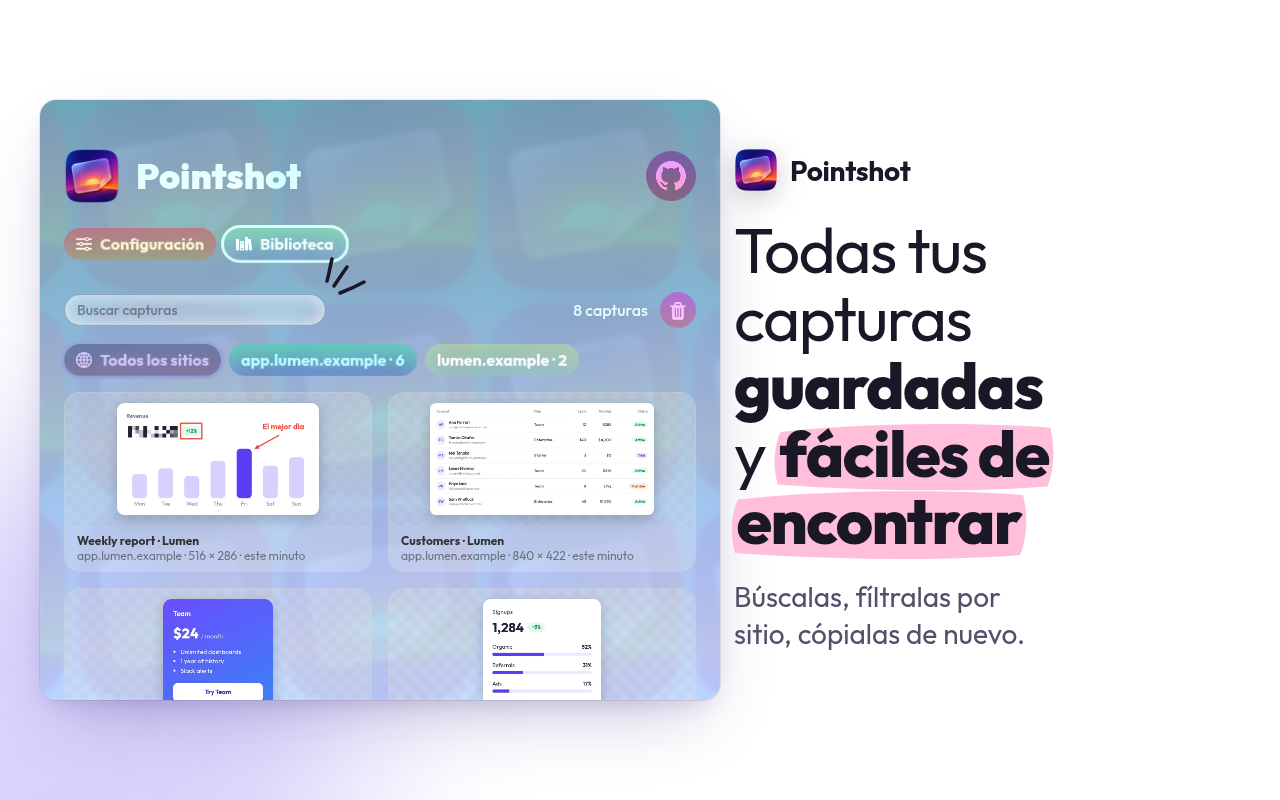 Pointshot
Configuración
Biblioteca
Buscar capturas
8 capturas
Todos los sitios
app.lumen.example · 6
lumen.example · 2
Revenue
+12%
El mejor día
Mon Tue Wed Thu Fri Sat Sun
Weekly report · Lumen
app.lumen.example · 516 × 286 · este minuto
Customers · Lumen
app.lumen.example · 840 × 422 · este minuto
Team
$24 / month
Unlimited dashboards
1 year of history
Slack alerts
Try Team
Signups
1,284
Organic 52%
Referrals 31%
Ads 17%
Pointshot
Todas tus
capturas
guardadas
y fáciles de
encontrar
Búscalas, fíltralas por
sitio, cópialas de nuevo.